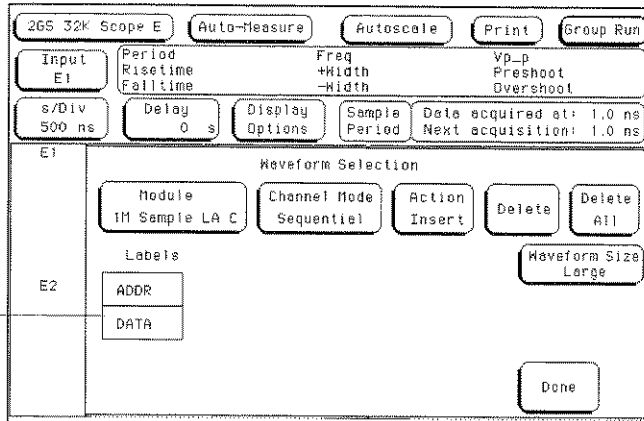 2GS 32K Scope E Auto-Measure Autoscale Print Group Run
Input E1
Period Freq Vp_p
Risetime +Width Preshoot
Falltime -Width Overshoot
s/Div 500 ns
Delay 0 s
Display Options
Sample Period
Data acquired at: 1.0 ns
Next acquisition: 1.0 ns
E1
Waveform Selection
Module 1M Sample LA C
Channel Mode Sequential
Action Insert
Delete
Delete All
Labels
Waveform Size Large
E2
ADDR
DATA
Done